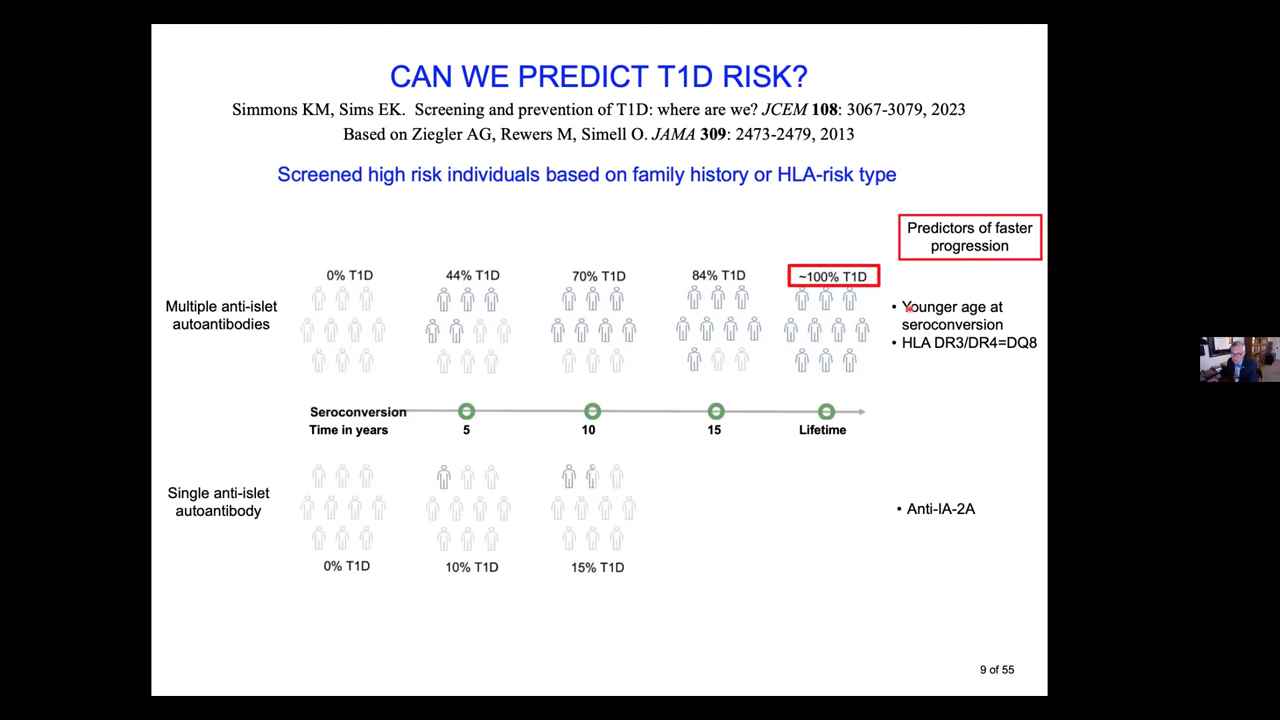 CAN WE PREDICT T1D RISK?
Simmons KM, Sims EK. Screening and prevention of T1D: where are we? JCEM 108: 3067-3079, 2023
Based on Ziegler AG, Rewers M, Simell O. JAMA 309: 2473-2479, 2013
Screened high risk individuals based on family history or HLA-risk type
Predictors of faster
progression
0% T1D 44% T1D 70% T1D 84% T1D ~100% T1D
Multiple anti-islet
autoantibodies
• Younger age at
seroconversion
• HLA DR3/DR4=DQ8
Seroconversion
Time in years 5 10 15 Lifetime
Single anti-islet
autoantibody
• Anti-IA-2A
0% T1D 10% T1D 15% T1D
9 of 55